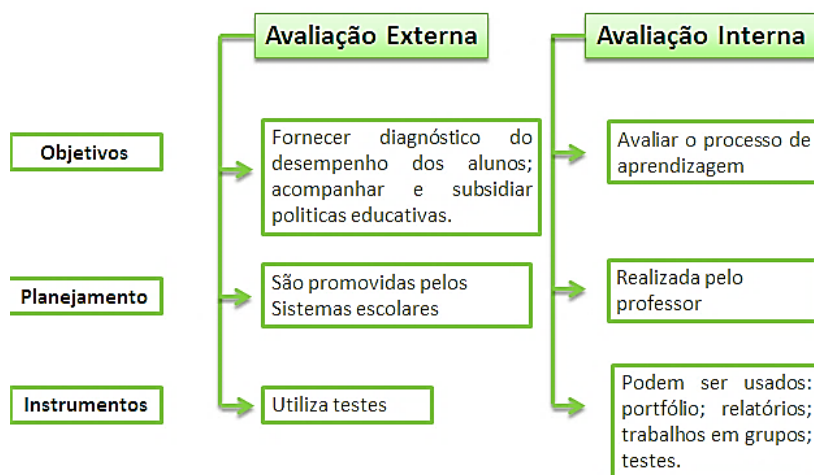 Avaliação Externa
Avaliação Interna
Objetivos
Fornecer diagnóstico do
desempenho dos alunos;
acompanhar e subsidiar
politicas educativas.
Avaliar o processo de
aprendizagem
Planejamento
São promovidas pelos
Sistemas escolares
Realizada pelo
professor
Instrumentos
Utiliza testes
Podem ser usados:
portfólio; relatórios;
trabalhos em grupos;
testes.